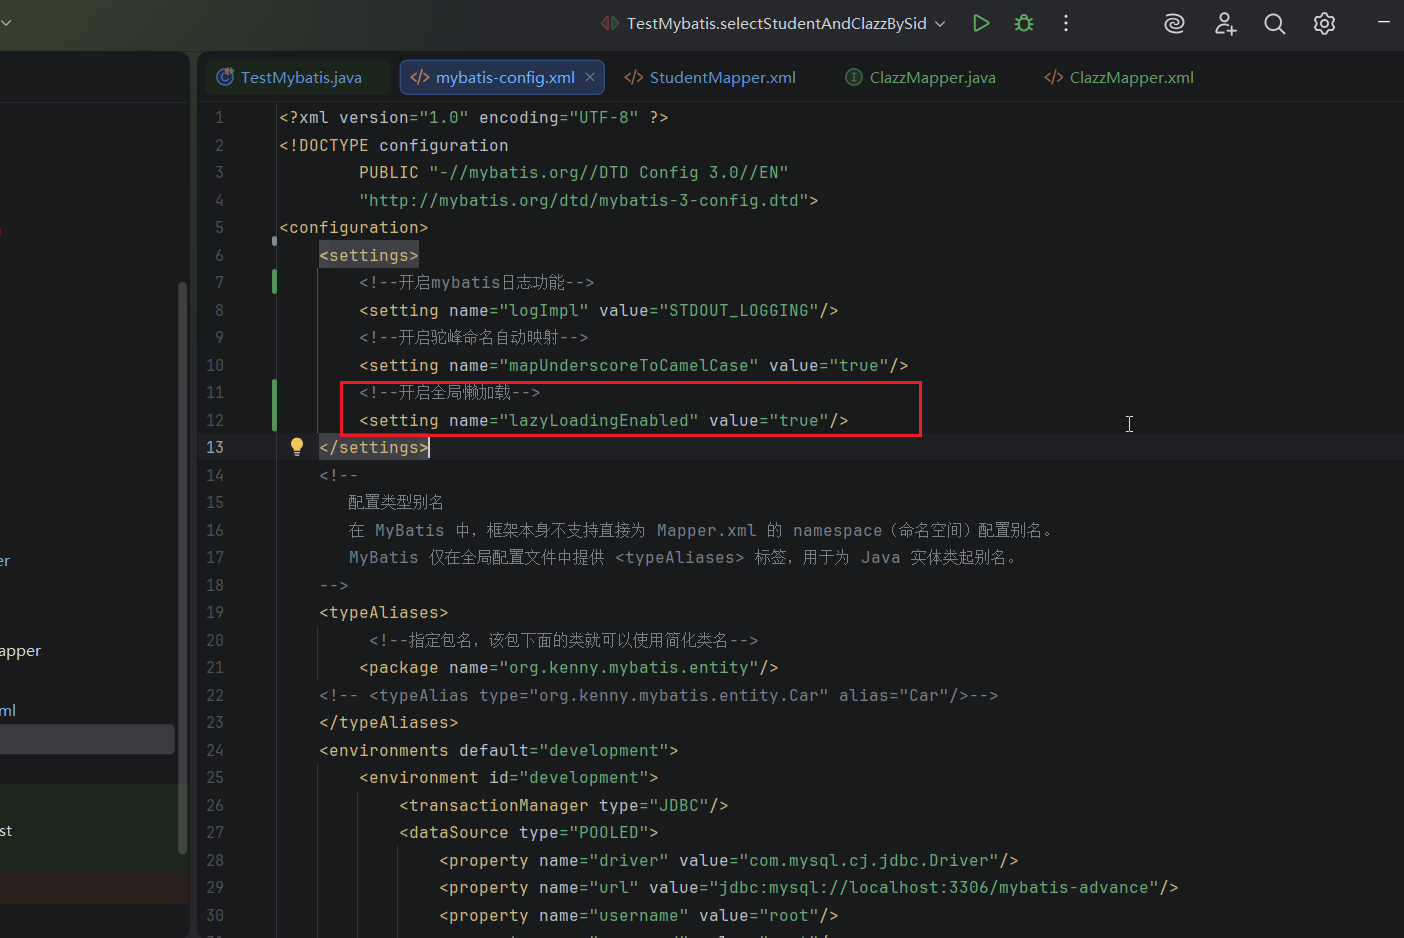 TestMybatis.selectStudentAndClazzBySid
TestMybatis.java
</> mybatis-config.xml
</> StudentMapper.xml
ClazzMapper.java
</> ClazzMapper.xml
1 <?xml version="1.0" encoding="UTF-8" ?>
2 <!DOCTYPE configuration
3 PUBLIC "-//mybatis.org//DTD Config 3.0//EN"
4 "http://mybatis.org/dtd/mybatis-3-config.dtd">
5 <configuration>
6 <settings>
7 <!--开启mybatis日志功能-->
8 <setting name="logImpl" value="STDOUT_LOGGING"/>
9 <!--开启驼峰命名自动映射-->
10 <setting name="mapUnderscoreToCamelCase" value="true"/>
11 <!--开启全局懒加载-->
12 <setting name="lazyLoadingEnabled" value="true"/>
13 </settings>
14 <!--
15 配置类型别名
16 在 MyBatis 中，框架本身不支持直接为 Mapper.xml 的 namespace（命名空间）配置别名。
17 MyBatis 仅在全局配置文件中提供 <typeAliases> 标签，用于为 Java 实体类起别名。
18 -->
19 <typeAliases>
20 <!--指定包名，该包下面的类就可以使用简化类名-->
21 <package name="org.kenny.mybatis.entity"/>
22 <!-- <typeAlias type="org.kenny.mybatis.entity.Car" alias="Car"/>-->
23 </typeAliases>
24 <environments default="development">
25 <environment id="development">
26 <transactionManager type="JDBC"/>
27 <dataSource type="POOLED">
28 <property name="driver" value="com.mysql.cj.jdbc.Driver"/>
29 <property name="url" value="jdbc:mysql://localhost:3306/mybatis-advance"/>
30 <property name="username" value="root"/>
er
apper
ml
st